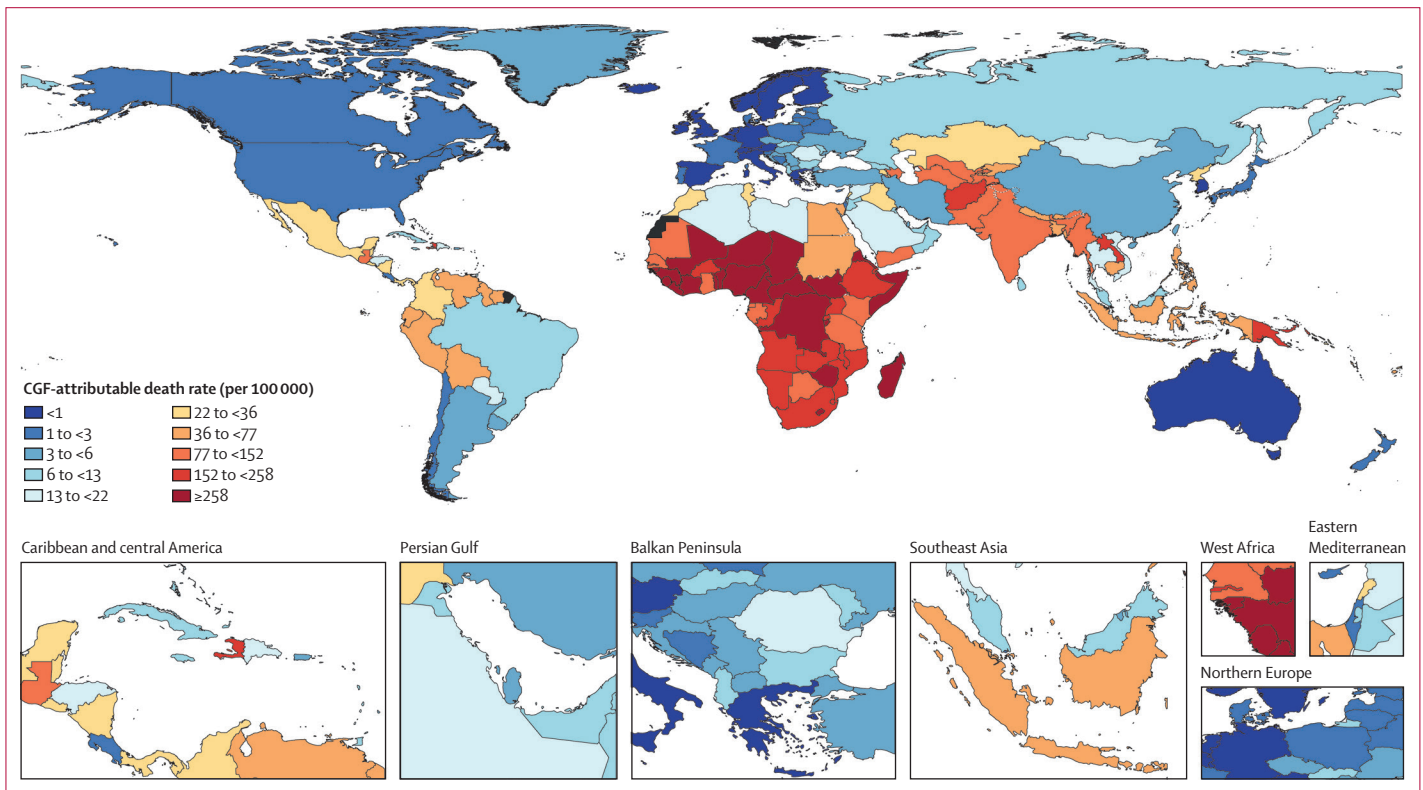 CGF-attributable death rate (per 100 000)
<1
1 to <3
3 to <6
6 to <13
13 to <22
22 to <36
36 to <77
77 to <152
152 to <258
≥258
Caribbean and central America
Persian Gulf
Balkan Peninsula
Southeast Asia
West Africa
Eastern
Mediterranean
Northern Europe